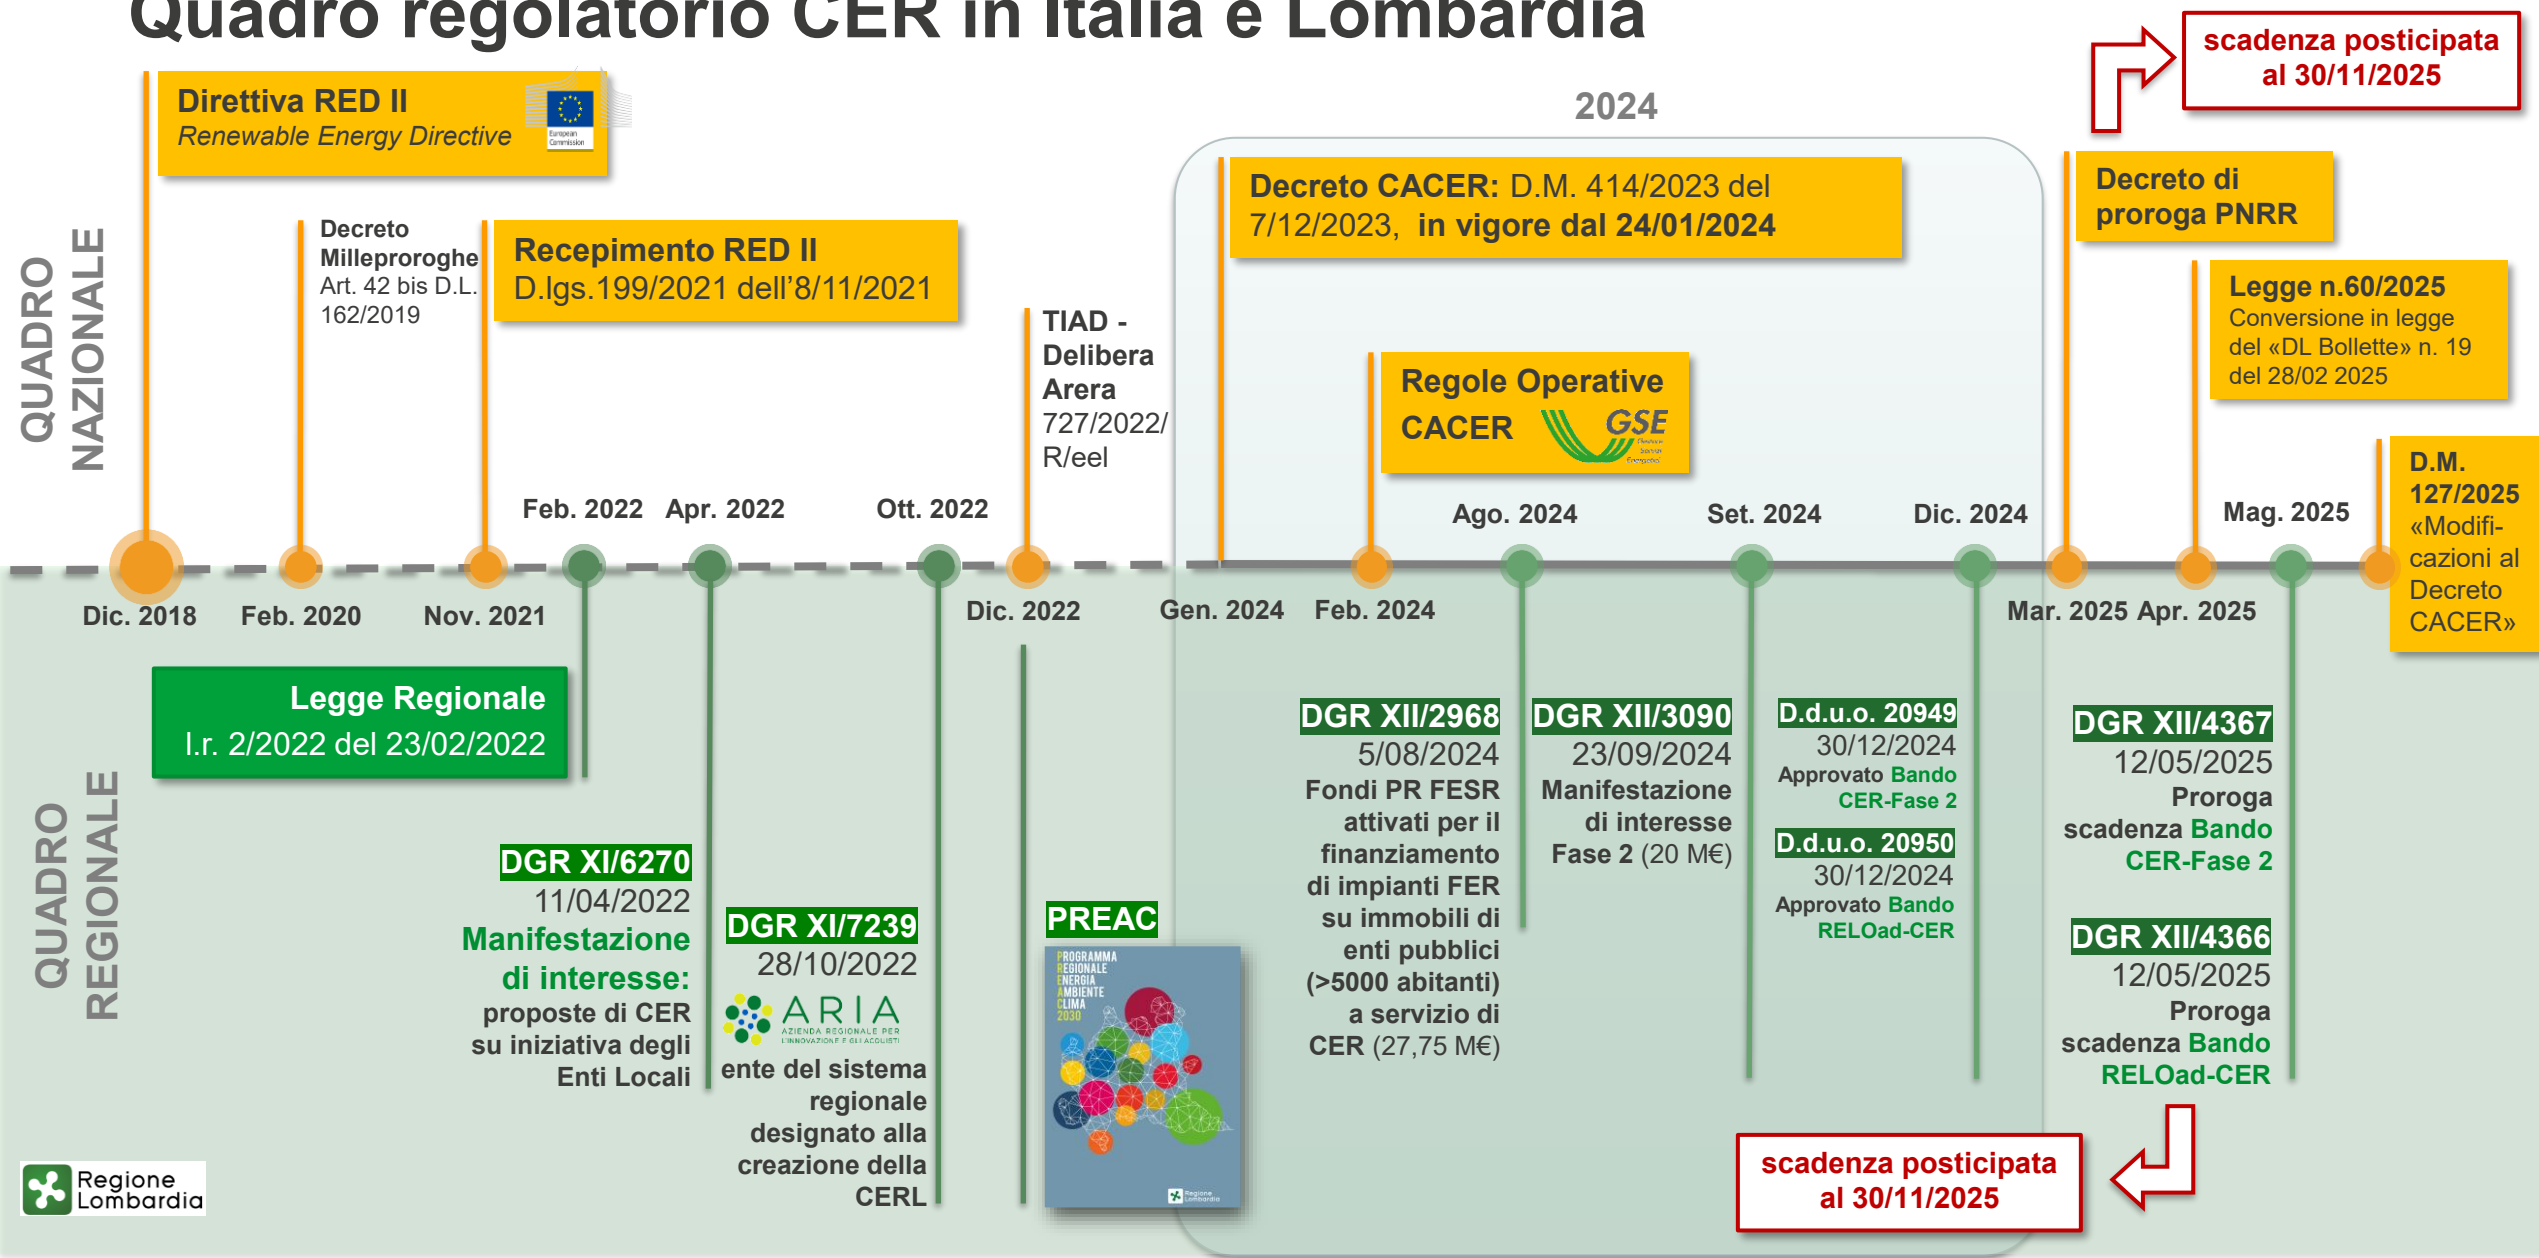 Quadro regolatorio CER in Italia e Lombardia
scadenza posticipata
al 30/11/2025
Direttiva RED II
Renewable Energy Directive
European
Commission
2024
Decreto CACER: D.M. 414/2023 del
7/12/2023, in vigore dal 24/01/2024
Decreto di
proroga PNRR
QUADRO
NAZIONALE
Decreto
Milleproroghe
Art. 42 bis D.L.
162/2019
Recepimento RED II
D.lgs.199/2021 dell'8/11/2021
TIAD -
Delibera
Arera
727/2022/
R/eel
Regole Operative
CACER
GSE
Legge n.60/2025
Conversione in legge
del «DL Bollette» n. 19
del 28/02 2025
D.M.
127/2025
«Modifi-
cazioni al
Decreto
CACER»
Feb. 2022
Apr. 2022
Ott. 2022
Ago. 2024
Set. 2024
Dic. 2024
Mag. 2025
Dic. 2018
Feb. 2020
Nov. 2021
Dic. 2022
Gen. 2024
Feb. 2024
Mar. 2025
Apr. 2025
QUADRO
REGIONALE
Legge Regionale
l.r. 2/2022 del 23/02/2022
DGR XI/6270
11/04/2022
Manifestazione
di interesse:
proposte di CER
su iniziativa degli
Enti Locali
DGR XI/7239
28/10/2022
ARIA
AZIENDA REGIONALE PER
L'INNOVAZIONE E GLI ACQUISTI
ente del sistema
regionale
designato alla
creazione della
CERL
PREAC
PROGRAMMA
REGIONALE
ENERGIA
AMBIENTE
CLIMA
2030
Regione
Lombardia
DGR XII/2968
5/08/2024
Fondi PR FESR
attivati per il
finanziamento
di impianti FER
su immobili di
enti pubblici
(>5000 abitanti)
a servizio di
CER (27,75 M€)
DGR XII/3090
23/09/2024
Manifestazione
di interesse
Fase 2 (20 M€)
D.d.u.o. 20949
30/12/2024
Approvato Bando
CER-Fase 2
D.d.u.o. 20950
30/12/2024
Approvato Bando
RELOad-CER
DGR XII/4367
12/05/2025
Proroga
scadenza Bando
CER-Fase 2
DGR XII/4366
12/05/2025
Proroga
scadenza Bando
RELOad-CER
scadenza posticipata
al 30/11/2025
Regione
Lombardia